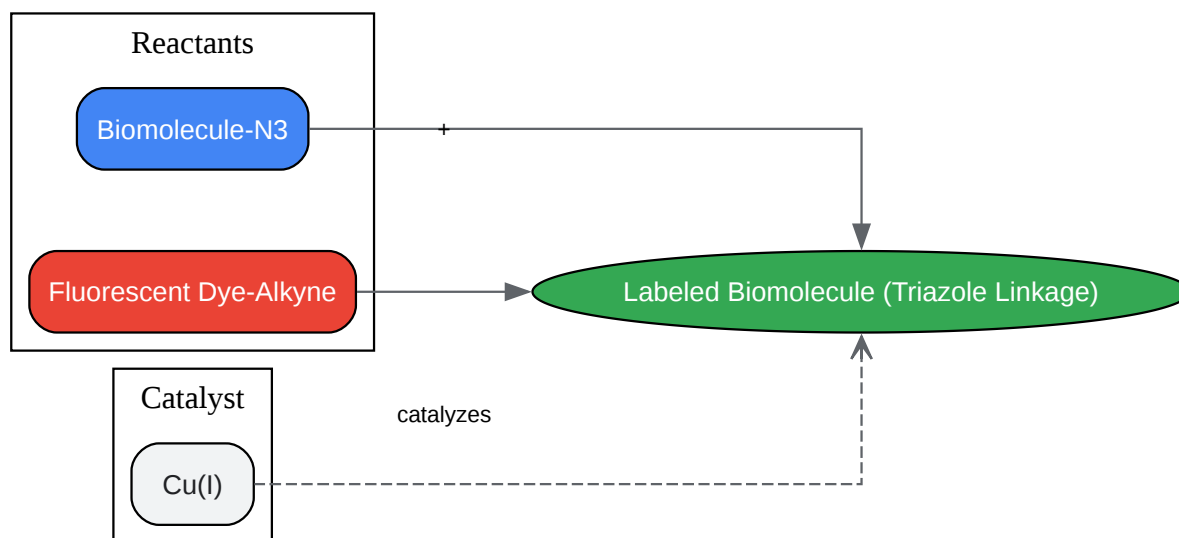 Reactants
Biomolecule-N3
+
Fluorescent Dye-Alkyne
Labeled Biomolecule (Triazole Linkage)
Catalyst
catalyzes
Cu(I)